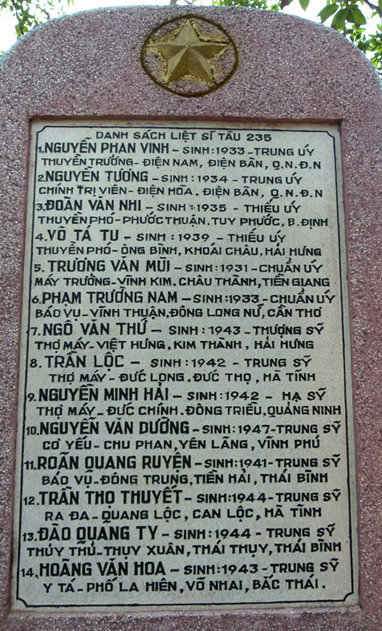 DANH SÁCH LIỆT SĨ TÀU 235
1.NGUYỄN PHAN VINH -SINH:1933-TRUNG ÚY
THUYỀN TRƯỞNG-ĐIỆN NAM, ĐIỆN BÀN, Q.N.Đ.N
2.NGUYỄN TƯƠNG -SINH:1934-TRUNG ÚY
CHÍNH TRỊ VIÊN-ĐIỆN HÒA, ĐIỆN BÀN, Q.N.Đ.N
3.ĐOÀN VĂN NHI -SINH:1935-THIẾU ÚY
THUYỀN PHÓ-PHƯỚC THUẬN, TUY PHƯỚC, B.ĐỊNH
4.VÕ TÁ TU -SINH:1939-THIẾU ÚY
THUYỀN PHÓ-ÔNG BÌNH, KHOÁI CHÂU, HẢI HƯNG
5.TRƯƠNG VĂN MÙI -SINH:1931-CHUẨN ÚY
MÁY TRƯỞNG-VĨNH KIM, CHÂU THÀNH, TIỀN GIANG
6.PHẠM TRƯỜNG NAM -SINH:1933-CHUẨN ÚY
BÁO VỤ-VĨNH THUẬN, ĐÔNG LONG NỮ, CẦN THƠ
7.NGÔ VĂN THỨ -SINH:1943-THƯỢNG SỸ
THỢ MÁY-VIỆT HƯNG, KIM THÀNH, HẢI HƯNG
8.TRẦN LỘC -SINH:1942-TRUNG SỸ
THỢ MÁY-ĐỨC LONG, ĐỨC THỌ, HÀ TĨNH
9.NGUYỄN MINH HẢI -SINH:1942-HẠ SỸ
THỢ MÁY-ĐỨC CHÍNH, ĐÔNG TRIỀU, QUẢNG NINH
10.NGUYỄN VĂN DƯỠNG -SINH:1947-TRUNG SỸ
CƠ YẾU-CHU PHAN, YÊN LÃNG, VĨNH PHÚ
11.ROÃN QUANG RUYỆN -SINH:1941-TRUNG SỸ
BÁO VỤ-ĐÔNG TRUNG, TIỀN HẢI, THÁI BÌNH
12.TRẦN THỌ THUYẾT -SINH:1944-TRUNG SỸ
RA ĐA-QUANG LỘC, CAN LỘC, HÀ TĨNH
13.ĐÀO QUANG TỴ -SINH:1944-TRUNG SỸ
THỦY THỦ-THỤY XUÂN, THÁI THỤY, THÁI BÌNH
14.HOÀNG VĂN HOA -SINH:1943-TRUNG SỸ
Y TÁ-PHỐ LA HIÊN, VÕ NHAI, BẮC THÁI.